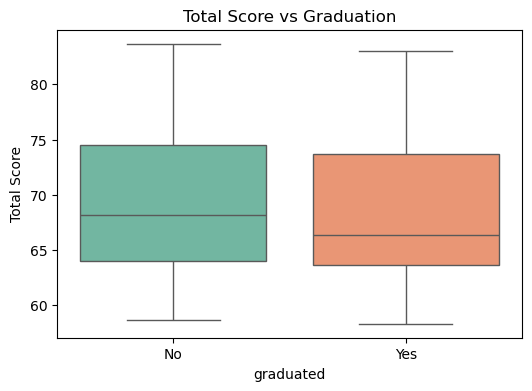 Total Score vs Graduation
Total Score
80
75
70
65
60
No
Yes
graduated